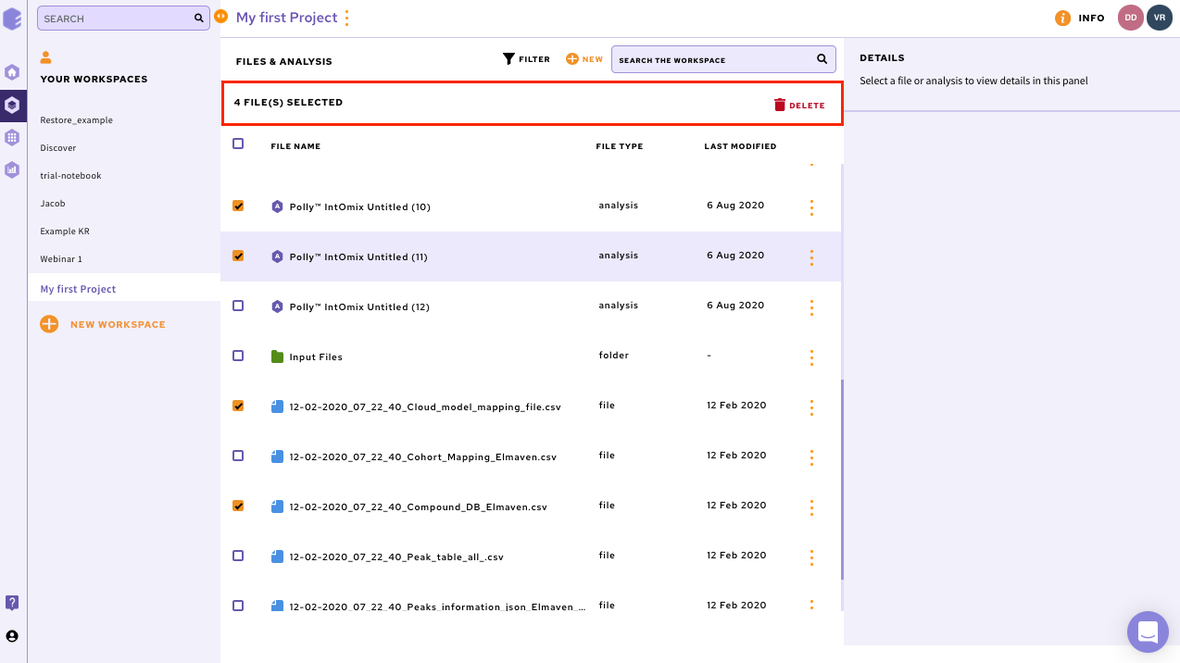 SEARCH
My first Project
INFO
DD
VR
YOUR WORKSPACES
Restore_example
Discover
trial-notebook
Jacob
Example KR
Webinar 1
My first Project
NEW WORKSPACE
FILES & ANALYSIS
FILTER
NEW
SEARCH THE WORKSPACE
4 FILE(S) SELECTED
DELETE
FILE NAME FILE TYPE LAST MODIFIED
A Polly™ IntOmix Untitled (10) analysis 6 Aug 2020
A Polly™ IntOmix Untitled (11) analysis 6 Aug 2020
A Polly™ IntOmix Untitled (12) analysis 6 Aug 2020
Input Files folder -
12-02-2020_07_22_40_Cloud_model_mapping_file.csv file 12 Feb 2020
12-02-2020_07_22_40_Cohort_Mapping_Elmaven.csv file 12 Feb 2020
12-02-2020_07_22_40_Compound_DB_Elmaven.csv file 12 Feb 2020
12-02-2020_07_22_40_Peak_table_all_.csv file 12 Feb 2020
12-02-2020_07_22_40_Peaks_information_json_Elmaven_... file 12 Feb 2020
DETAILS
Select a file or analysis to view details in this panel
?